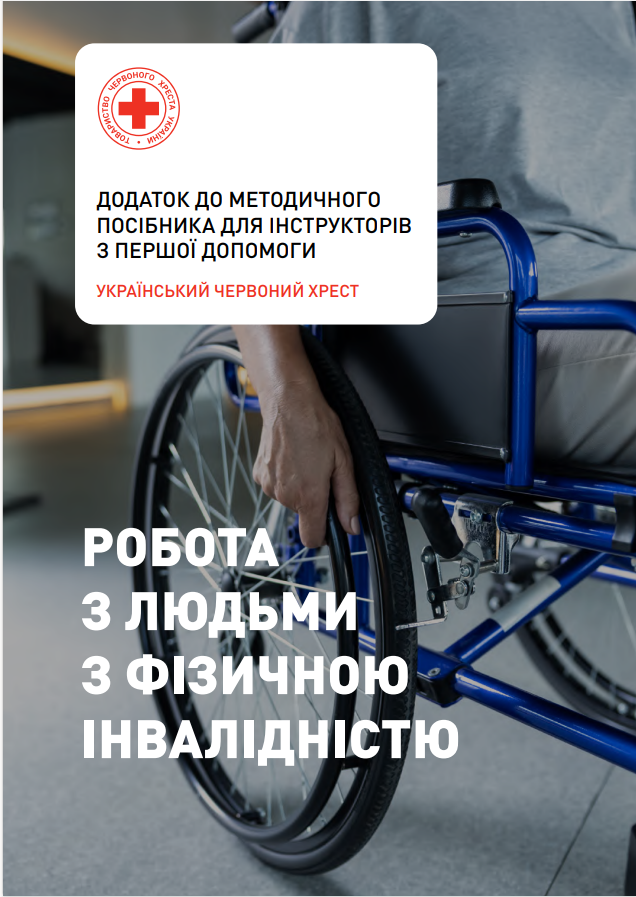 ТОВАРИСТВО ЧЕРВОНОГО ХРЕСТА УКРАЇНИ •
ДОДАТОК ДО МЕТОДИЧНОГО
ПОСІБНИКА ДЛЯ ІНСТРУКТОРІВ
З ПЕРШОЇ ДОПОМОГИ
УКРАЇНСЬКИЙ ЧЕРВОНИЙ ХРЕСТ
РОБОТА
З ЛЮДЬМИ
З ФІЗИЧНОЮ
ІНВАЛІДНІСТЮ